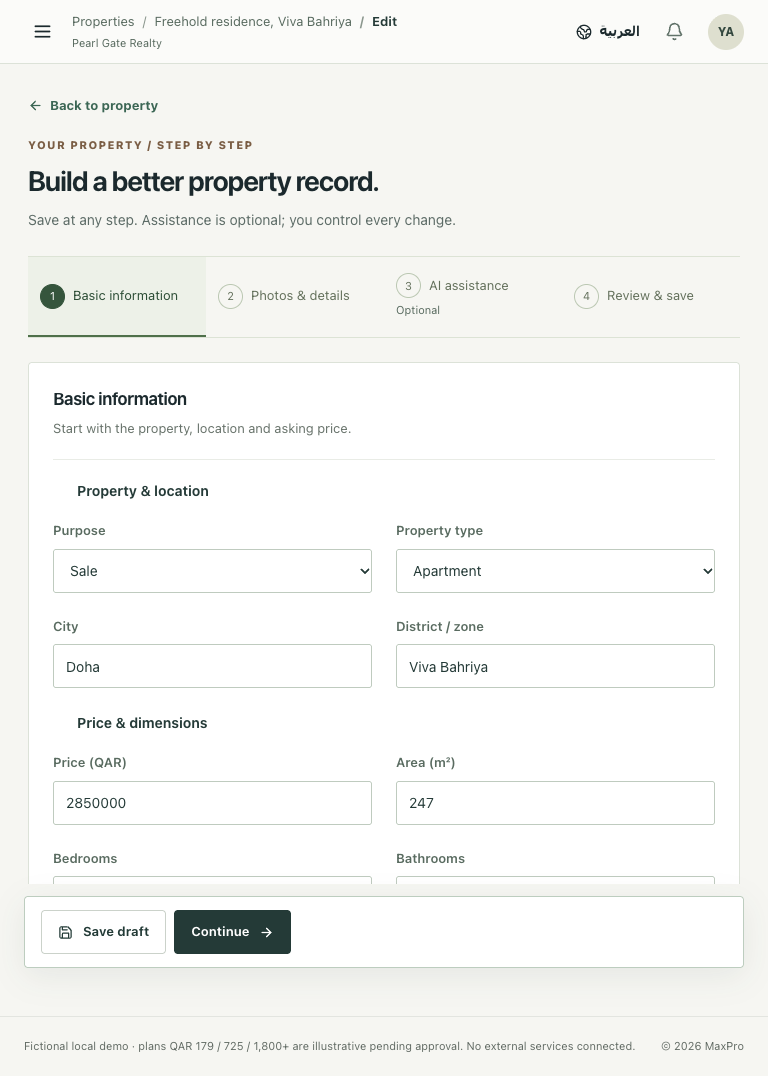 Properties / Freehold residence, Viva Bahriya / Edit
Pearl Gate Realty
العربية
YA
Back to property
YOUR PROPERTY / STEP BY STEP
Build a better property record.
Save at any step. Assistance is optional; you control every change.
1 Basic information
2 Photos & details
3 AI assistance
Optional
4 Review & save
Basic information
Start with the property, location and asking price.
Property & location
Purpose
Property type
Sale
Apartment
City
District / zone
Doha
Viva Bahriya
Price & dimensions
Price (QAR)
Area (m²)
2850000
247
Bedrooms
Bathrooms
Save draft
Continue
Fictional local demo · plans QAR 179 / 725 / 1,800+ are illustrative pending approval. No external services connected.
© 2026 MaxPro